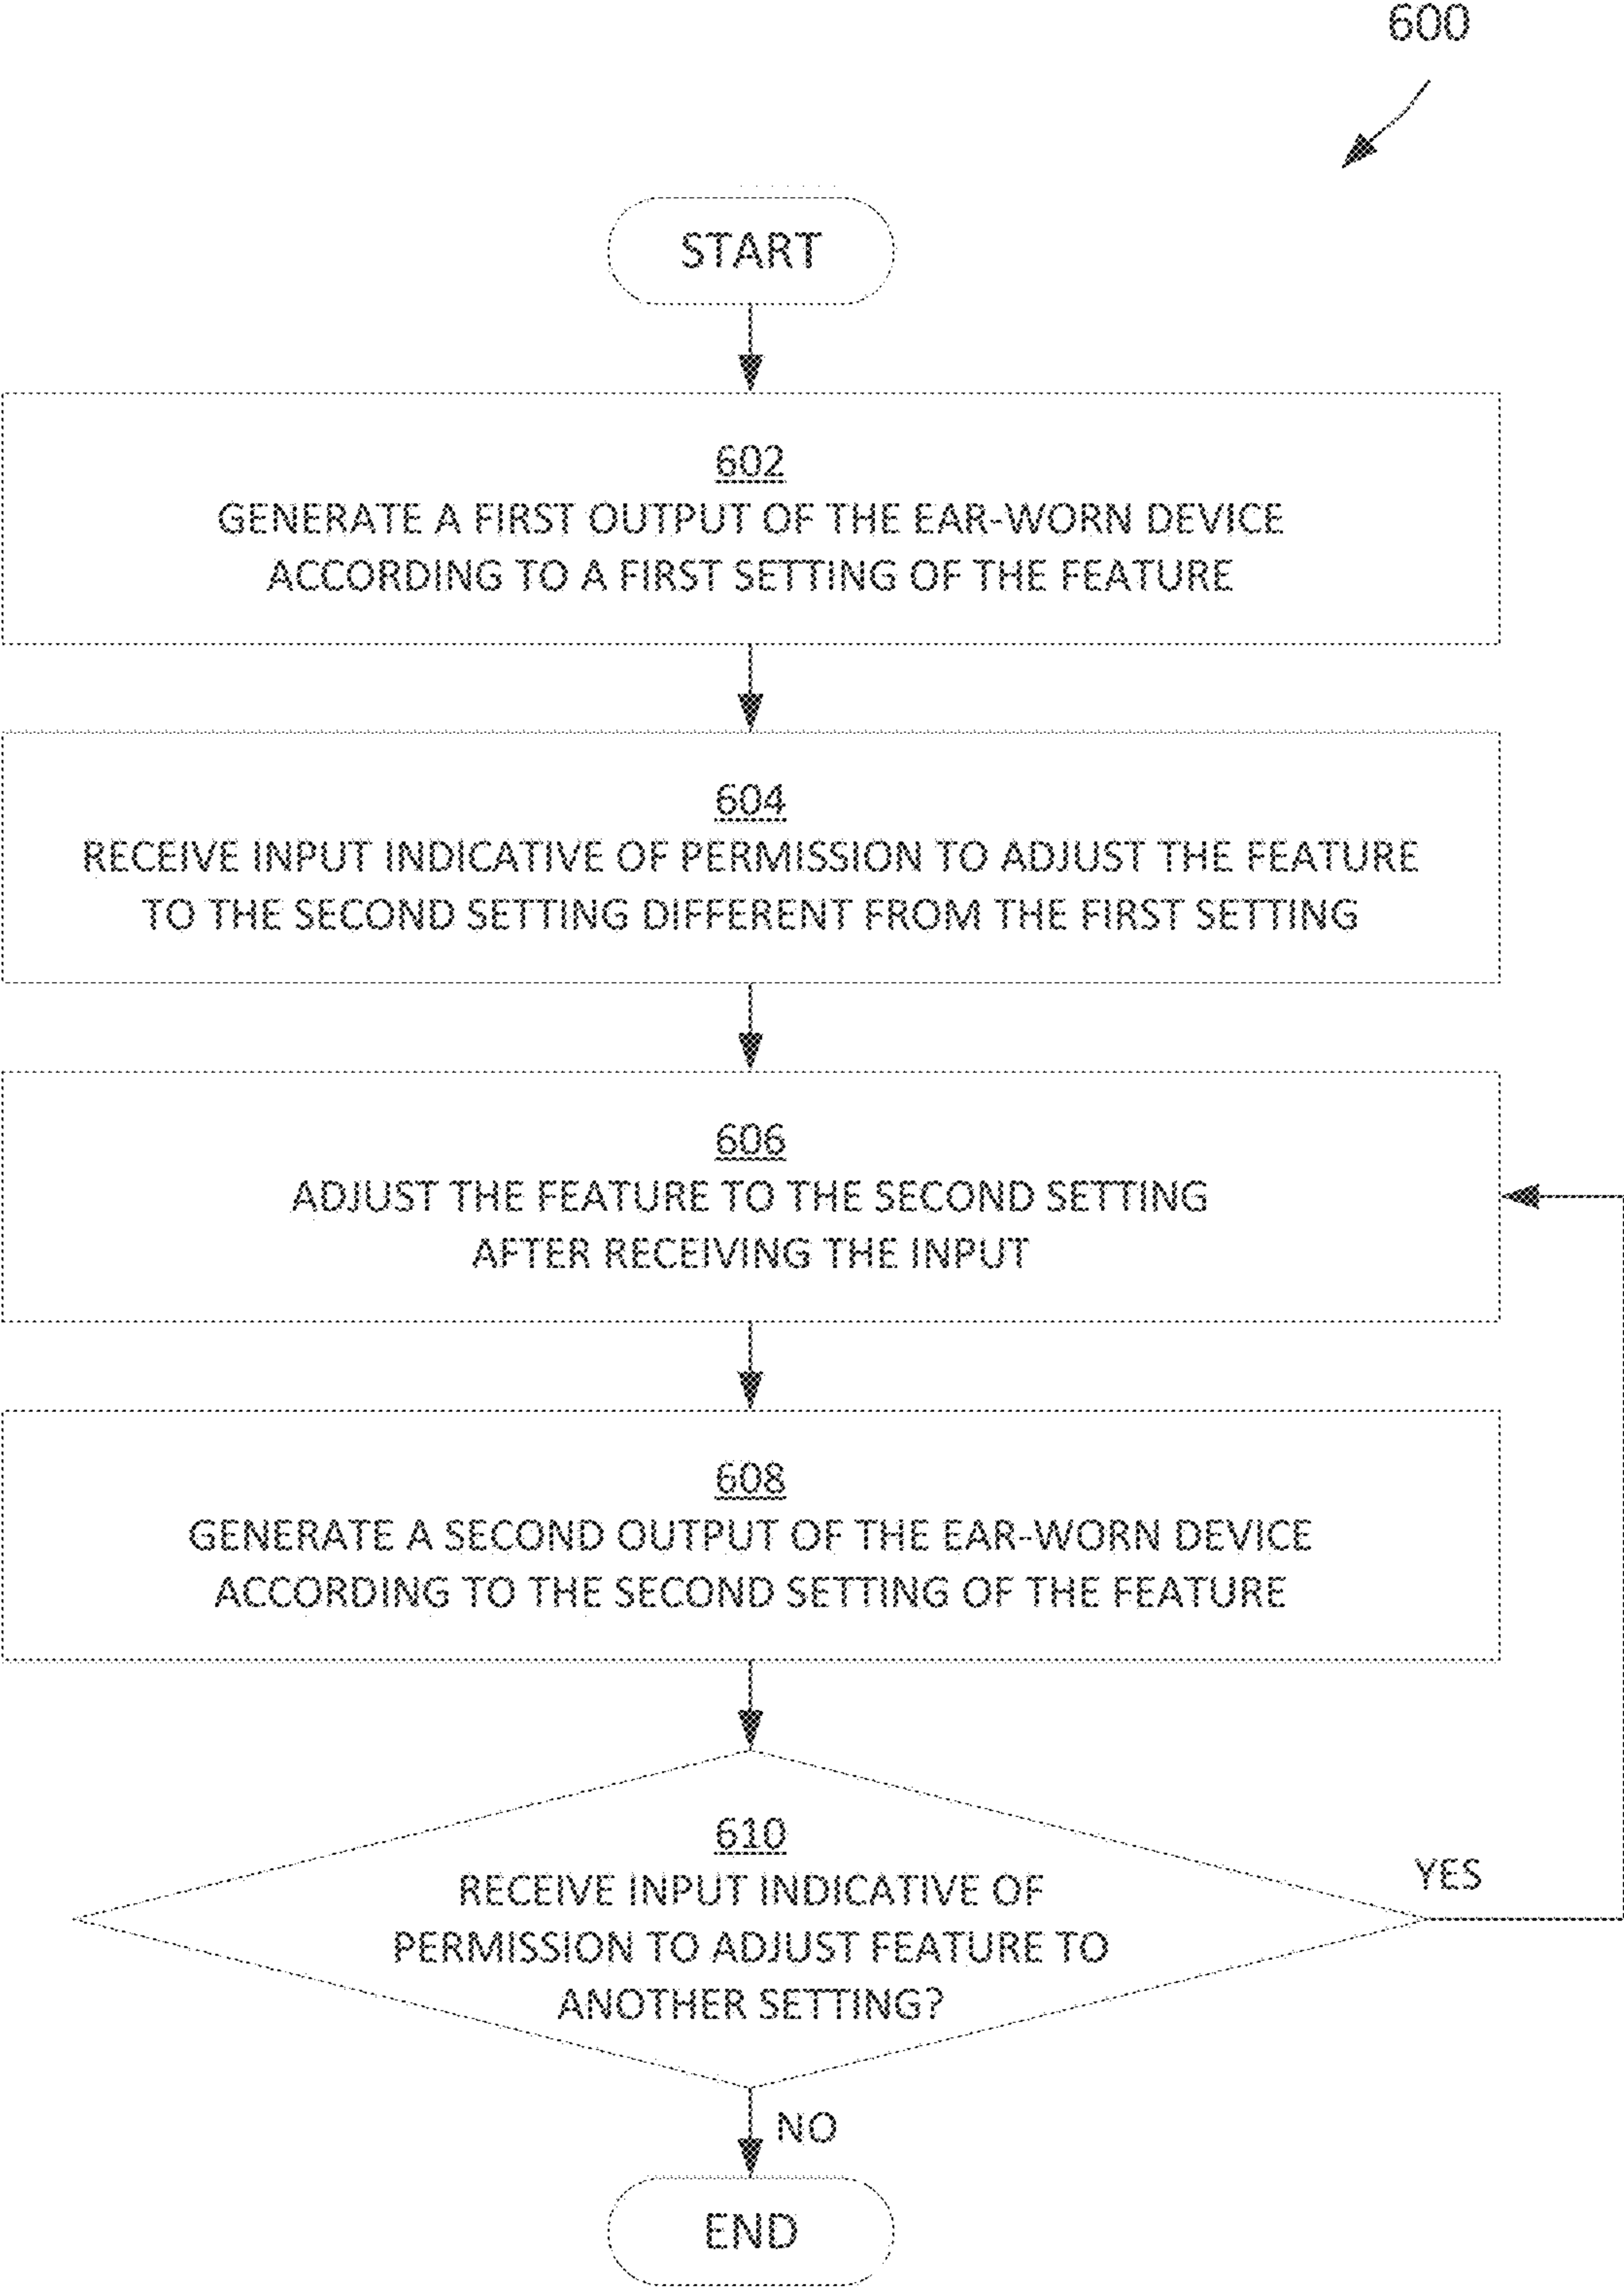 600
START
602
GENERATE A FIRST OUTPUT OF THE EAR-WORN DEVICE
ACCORDING TO A FIRST SETTING OF THE FEATURE
604
RECEIVE INPUT INDICATIVE OF PERMISSION TO ADJUST THE FEATURE
TO THE SECOND SETTING DIFFERENT FROM THE FIRST SETTING
606
ADJUST THE FEATURE TO THE SECOND SETTING
AFTER RECEIVING THE INPUT
608
GENERATE A SECOND OUTPUT OF THE EAR-WORN DEVICE
ACCORDING TO THE SECOND SETTING OF THE FEATURE
610
RECEIVE INPUT INDICATIVE OF
PERMISSION TO ADJUST FEATURE TO
ANOTHER SETTING?
YES
NO
END